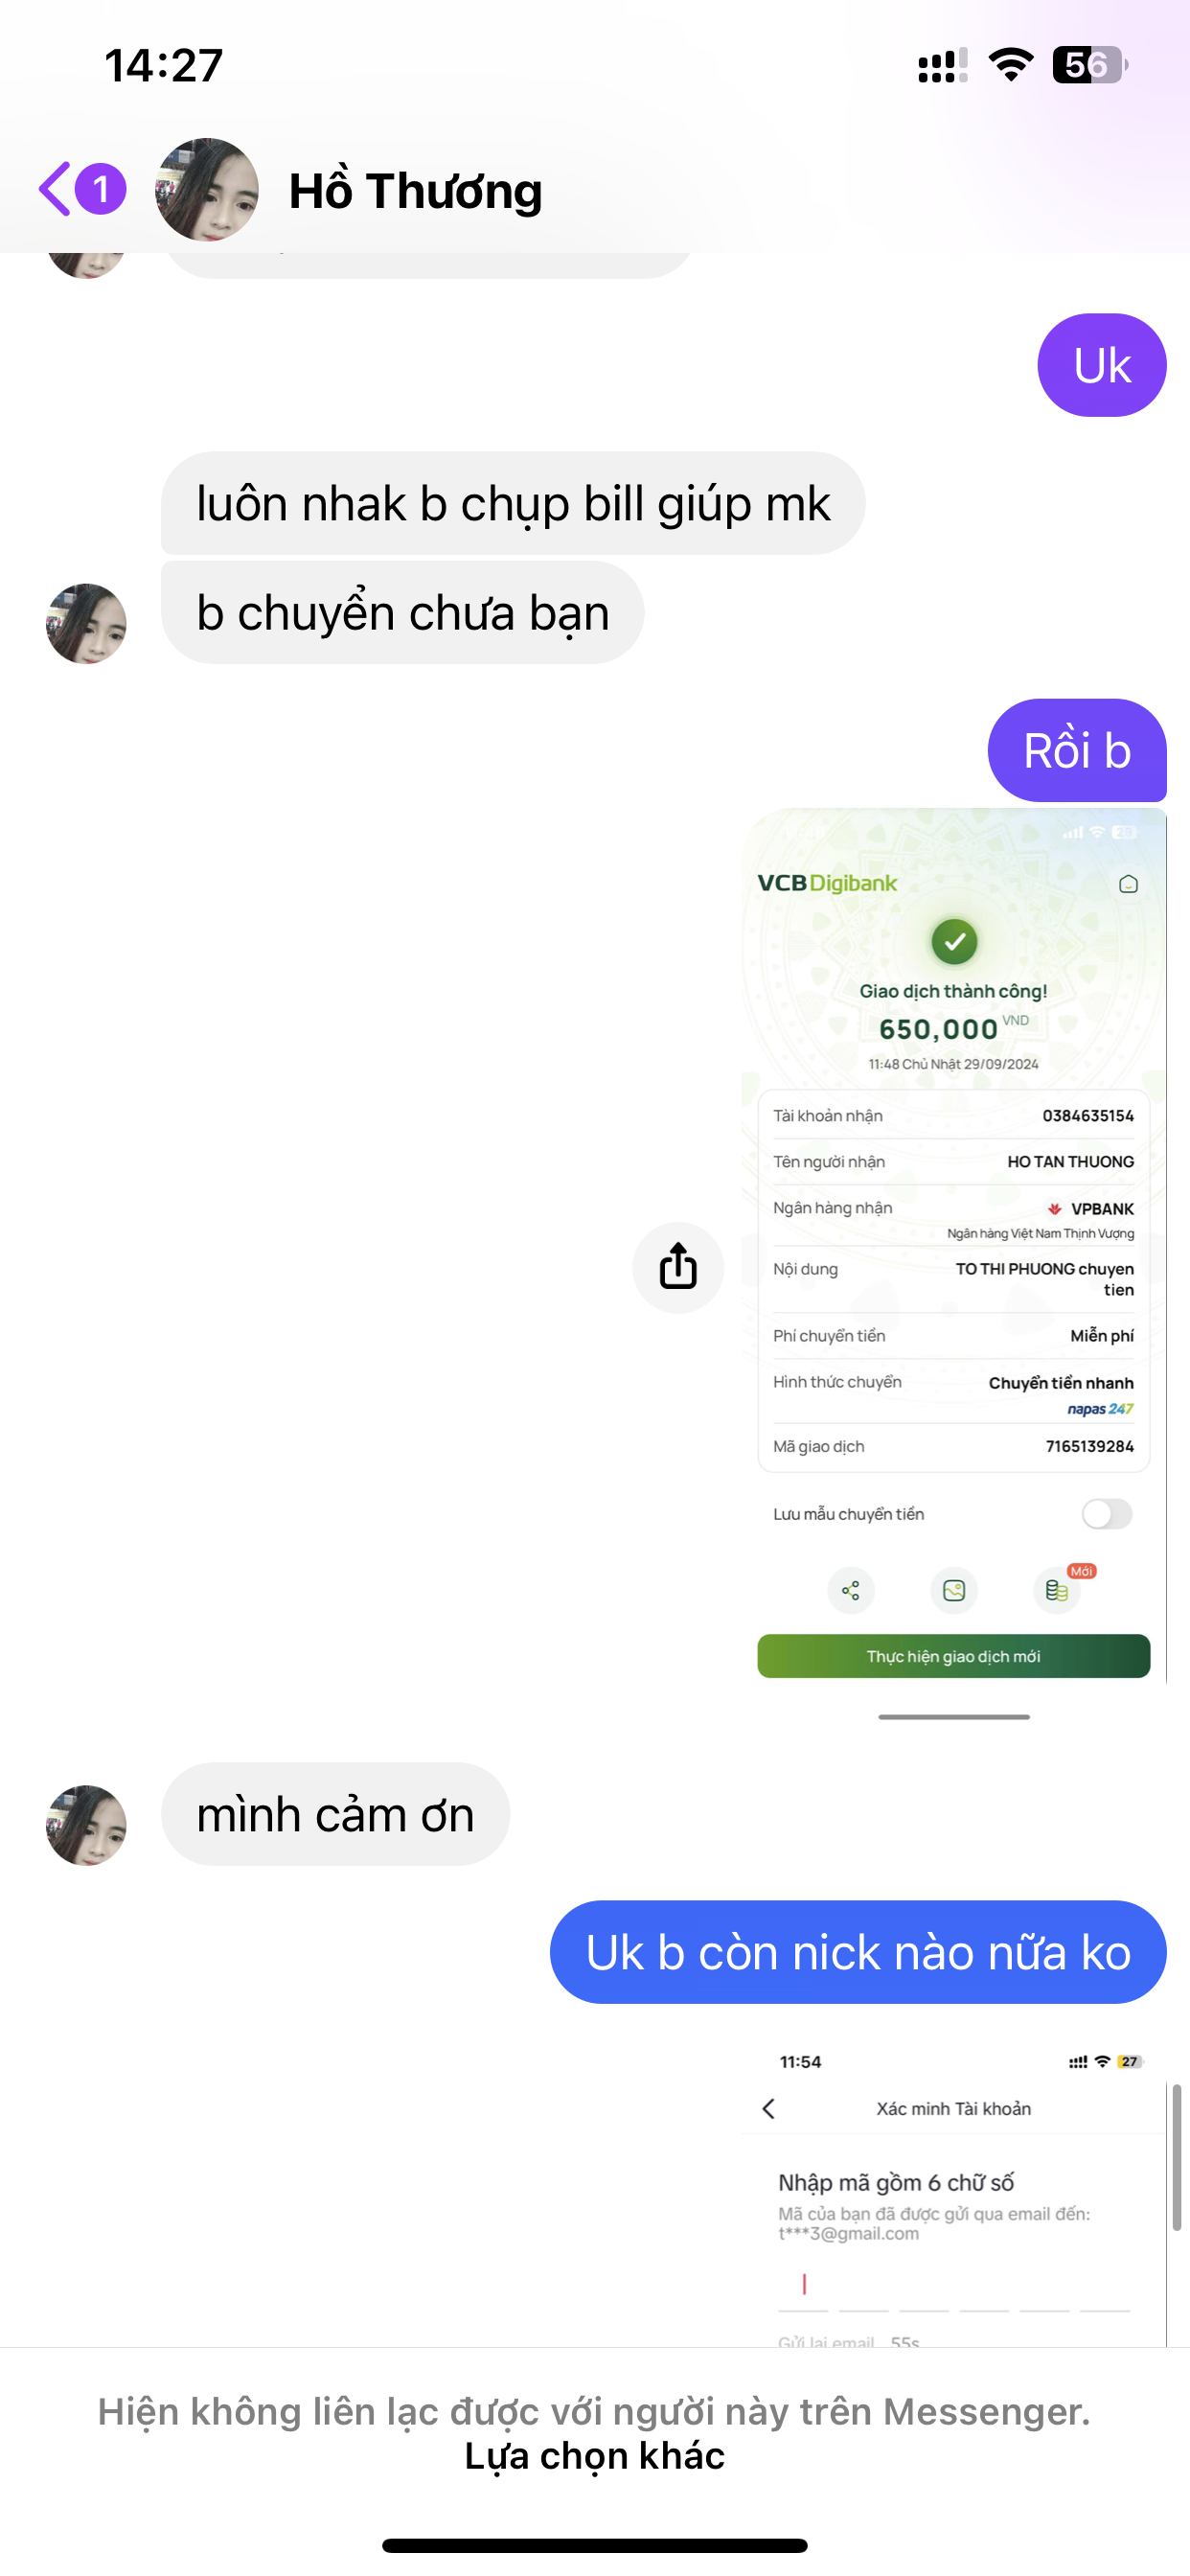 14:27
56
1
Hồ Thương
Uk
luôn nhak b chụp bill giúp mk
b chuyển chưa bạn
Rồi b
VCB Digibank
Giao dịch thành công!
650,000 VND
11:48 Chủ Nhật 29/09/2024
Tài khoản nhận 0384635154
Tên người nhận HO TAN THUONG
Ngân hàng nhận VPBANK
Ngân hàng Việt Nam Thịnh Vượng
Nội dung TO THI PHUONG chuyen
tien
Phí chuyển tiền Miễn phí
Hình thức chuyển Chuyển tiền nhanh
napas 247
Mã giao dịch 7165139284
Lưu mẫu chuyển tiền
Mới
Thực hiện giao dịch mới
mình cảm ơn
Uk b còn nick nào nữa ko
11:54
27
Xác minh Tài khoản
Nhập mã gồm 6 chữ số
Mã của bạn đã được gửi qua email đến:
t***3@gmail.com
Gửi lại email 55s
Hiện không liên lạc được với người này trên Messenger.
Lựa chọn khác